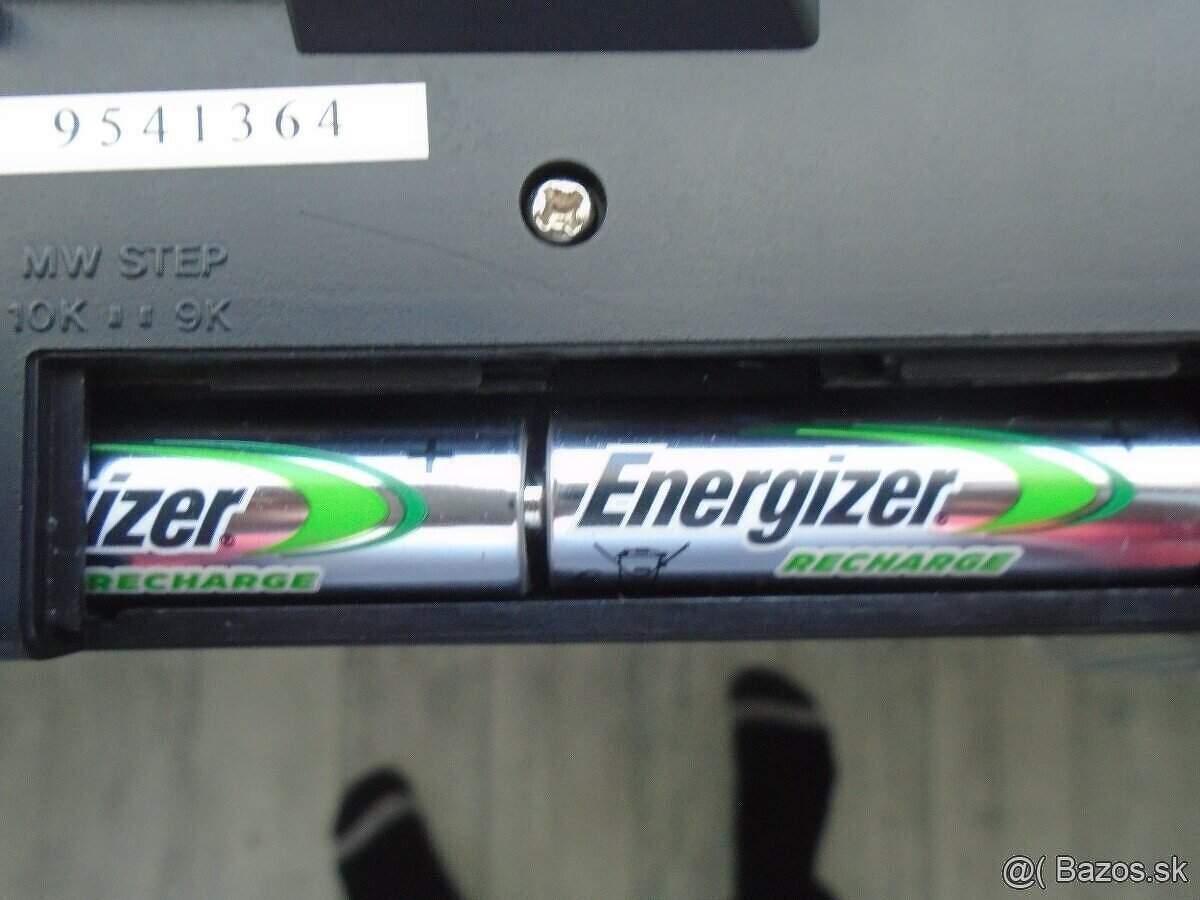 9541364
MW STEP
10K 9K
+
izer
RECHARGE
Energizer
RECHARGE
@( Bazos.sk